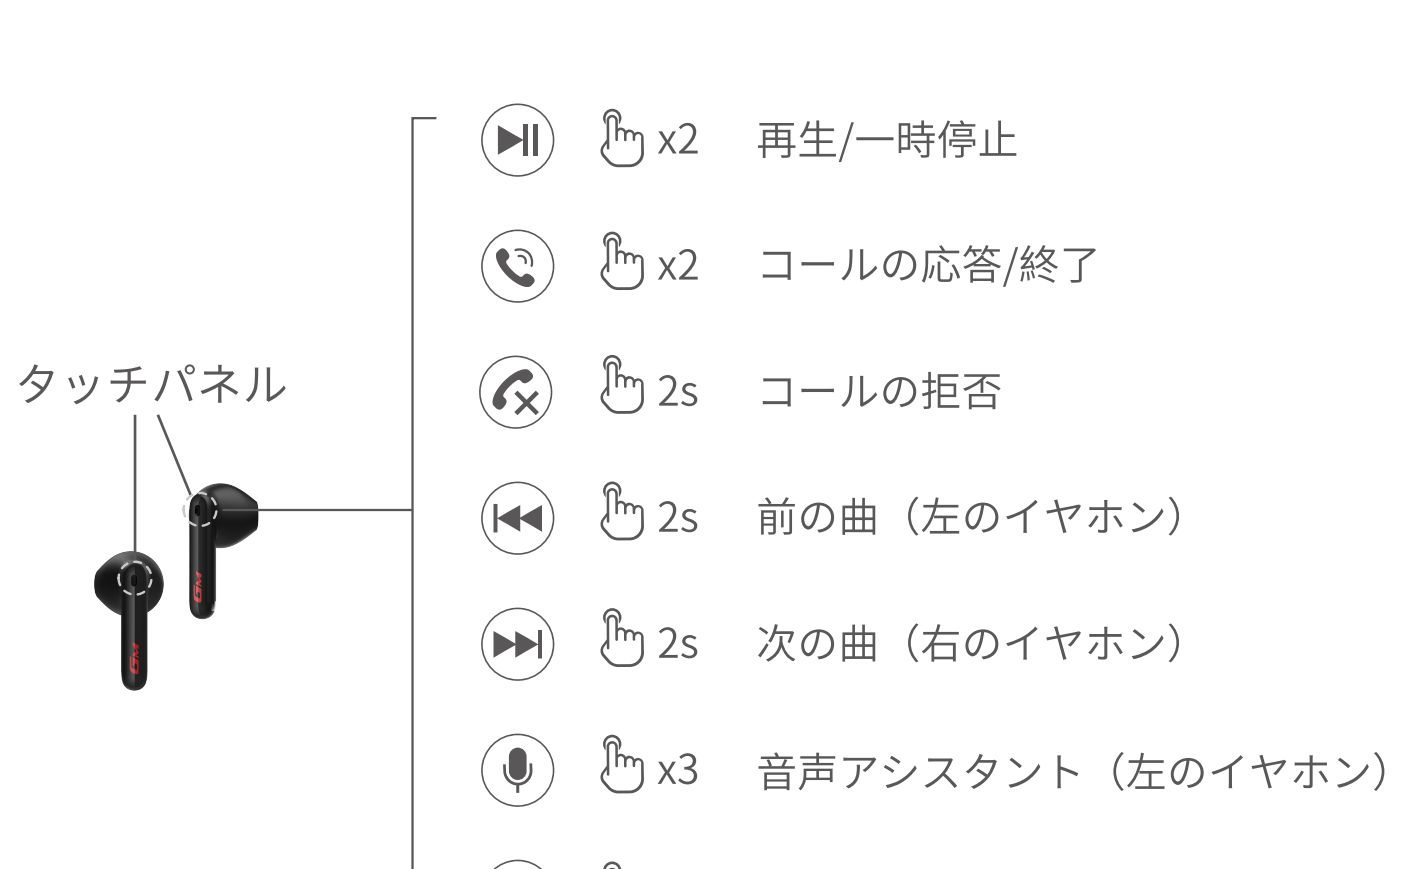 x2 再生/一時停止
x2 コールの応答/終了
2s コールの拒否
タッチパネル
2s 前の曲（左のイヤホン）
2s 次の曲（右のイヤホン）
GM
GM
x3 音声アシスタント（左のイヤホン）